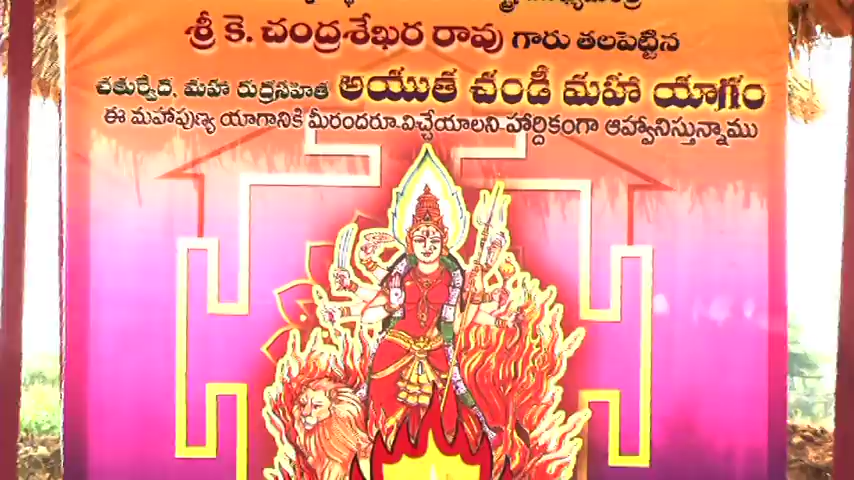 శ్రీ కె. చంద్రశేఖర రావు గారు తలపెట్టిన
చతుర్వేద, మహా రుద్రసహిత అయుత చండీ మహా యాగం
ఈ మహాపుణ్య యాగానికి మీరందరూ విచ్చేయాలని హార్దికంగా ఆహ్వానిస్తున్నాము